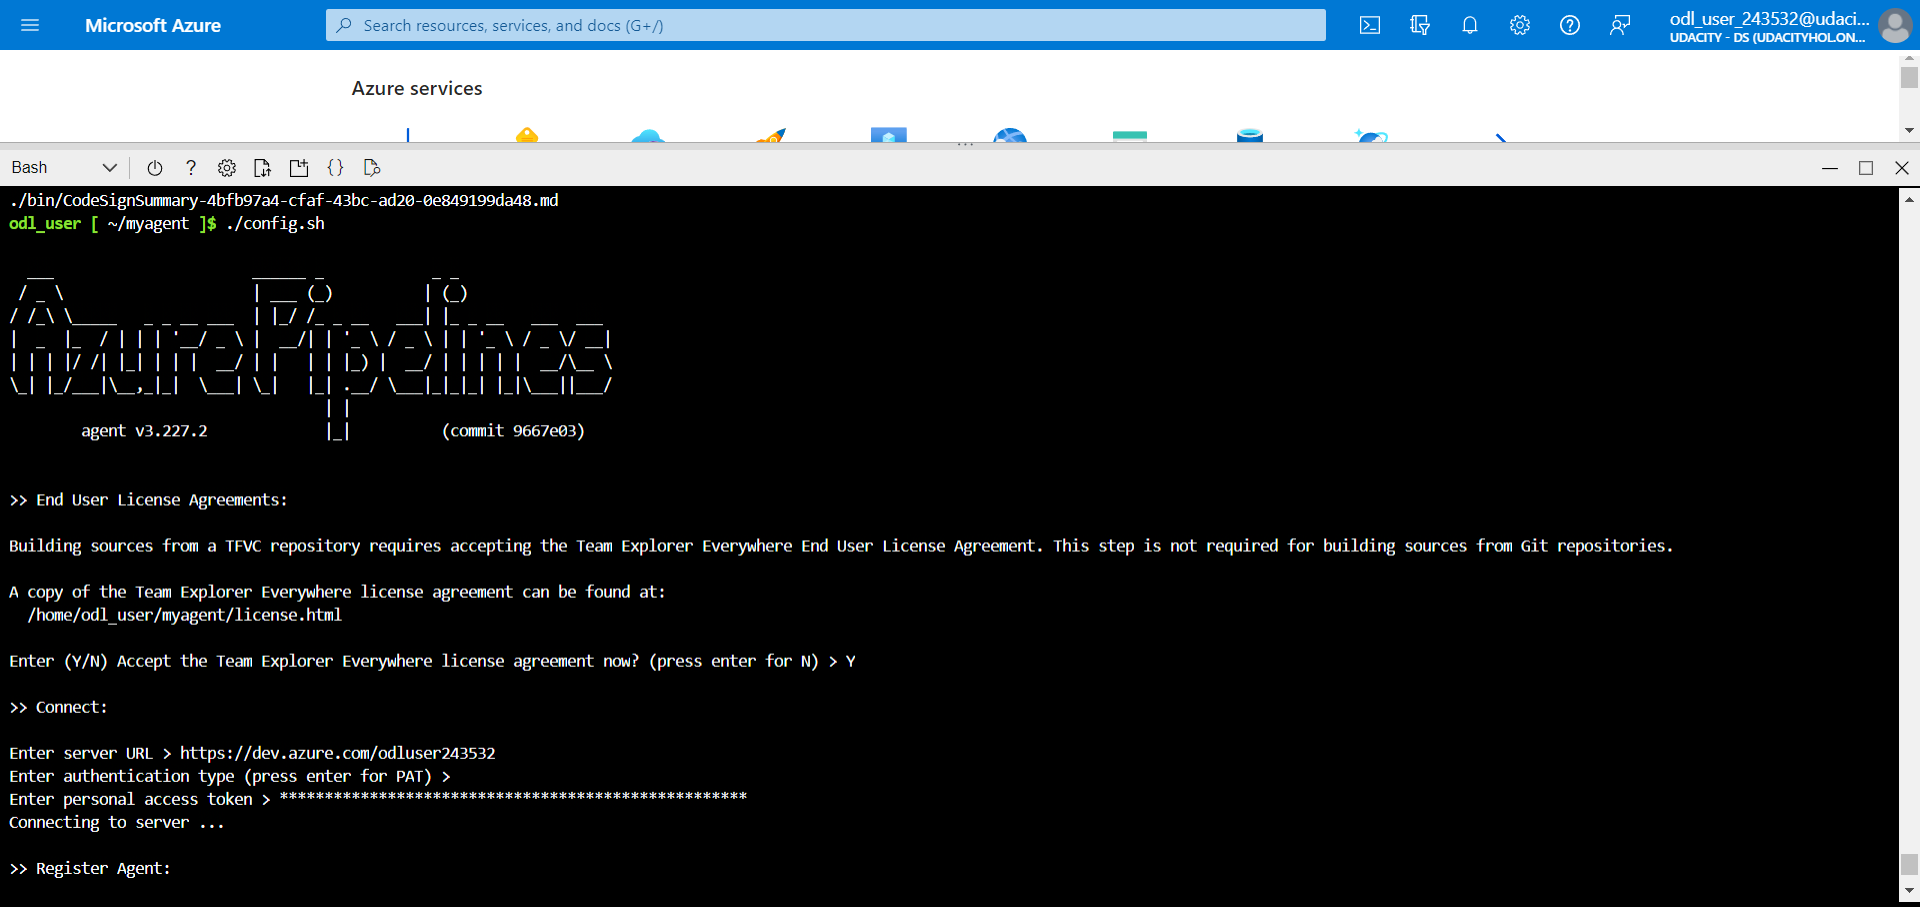 Microsoft Azure
Search resources, services, and docs (G+/)
odl_user_243532@udaci...
UDACITY - DS (UDACITYHOL.ON...
Azure services
Bash
./bin/CodeSignSummary-4bfb97a4-cfaf-43bc-ad20-0e849199da48.md
odl_user [ ~/myagent ]$ ./config.sh
AzurePipelines
agent v3.227.2 (commit 9667e03)
>> End User License Agreements:
Building sources from a TFVC repository requires accepting the Team Explorer Everywhere End User License Agreement. This step is not required for building sources from Git repositories.
A copy of the Team Explorer Everywhere license agreement can be found at:
/home/odl_user/myagent/license.html
Enter (Y/N) Accept the Team Explorer Everywhere license agreement now? (press enter for N) > Y
>> Connect:
Enter server URL > https://dev.azure.com/odluser243532
Enter authentication type (press enter for PAT) >
Enter personal access token > ****************************************************
Connecting to server ...
>> Register Agent: